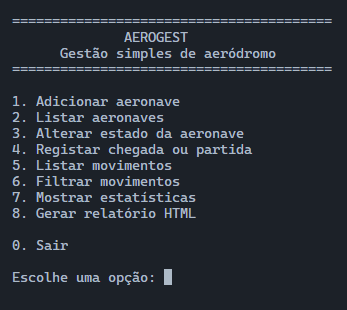 ========================================
AEROGEST
Gestão simples de aeródromo
========================================
1. Adicionar aeronave
2. Listar aeronaves
3. Alterar estado da aeronave
4. Registar chegada ou partida
5. Listar movimentos
6. Filtrar movimentos
7. Mostrar estatísticas
8. Gerar relatório HTML
0. Sair
Escolhe uma opção: